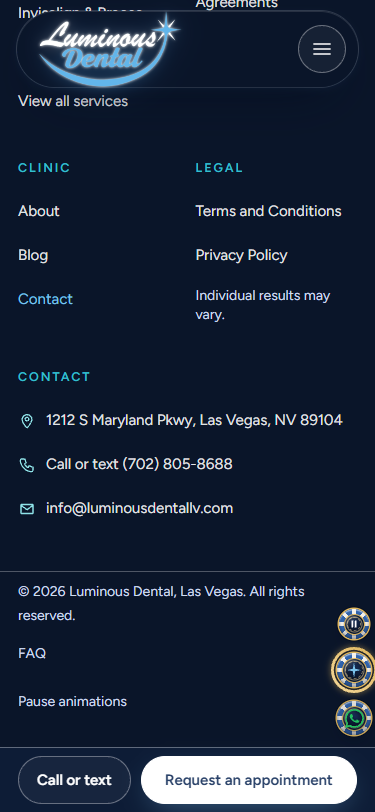 Agreements
Luminous
Dental
View all services
CLINIC
LEGAL
About
Terms and Conditions
Blog
Privacy Policy
Contact
Individual results may
vary.
CONTACT
1212 S Maryland Pkwy, Las Vegas, NV 89104
Call or text (702) 805-8688
info@luminousdentallv.com
© 2026 Luminous Dental, Las Vegas. All rights
reserved.
FAQ
Pause animations
Call or text
Request an appointment